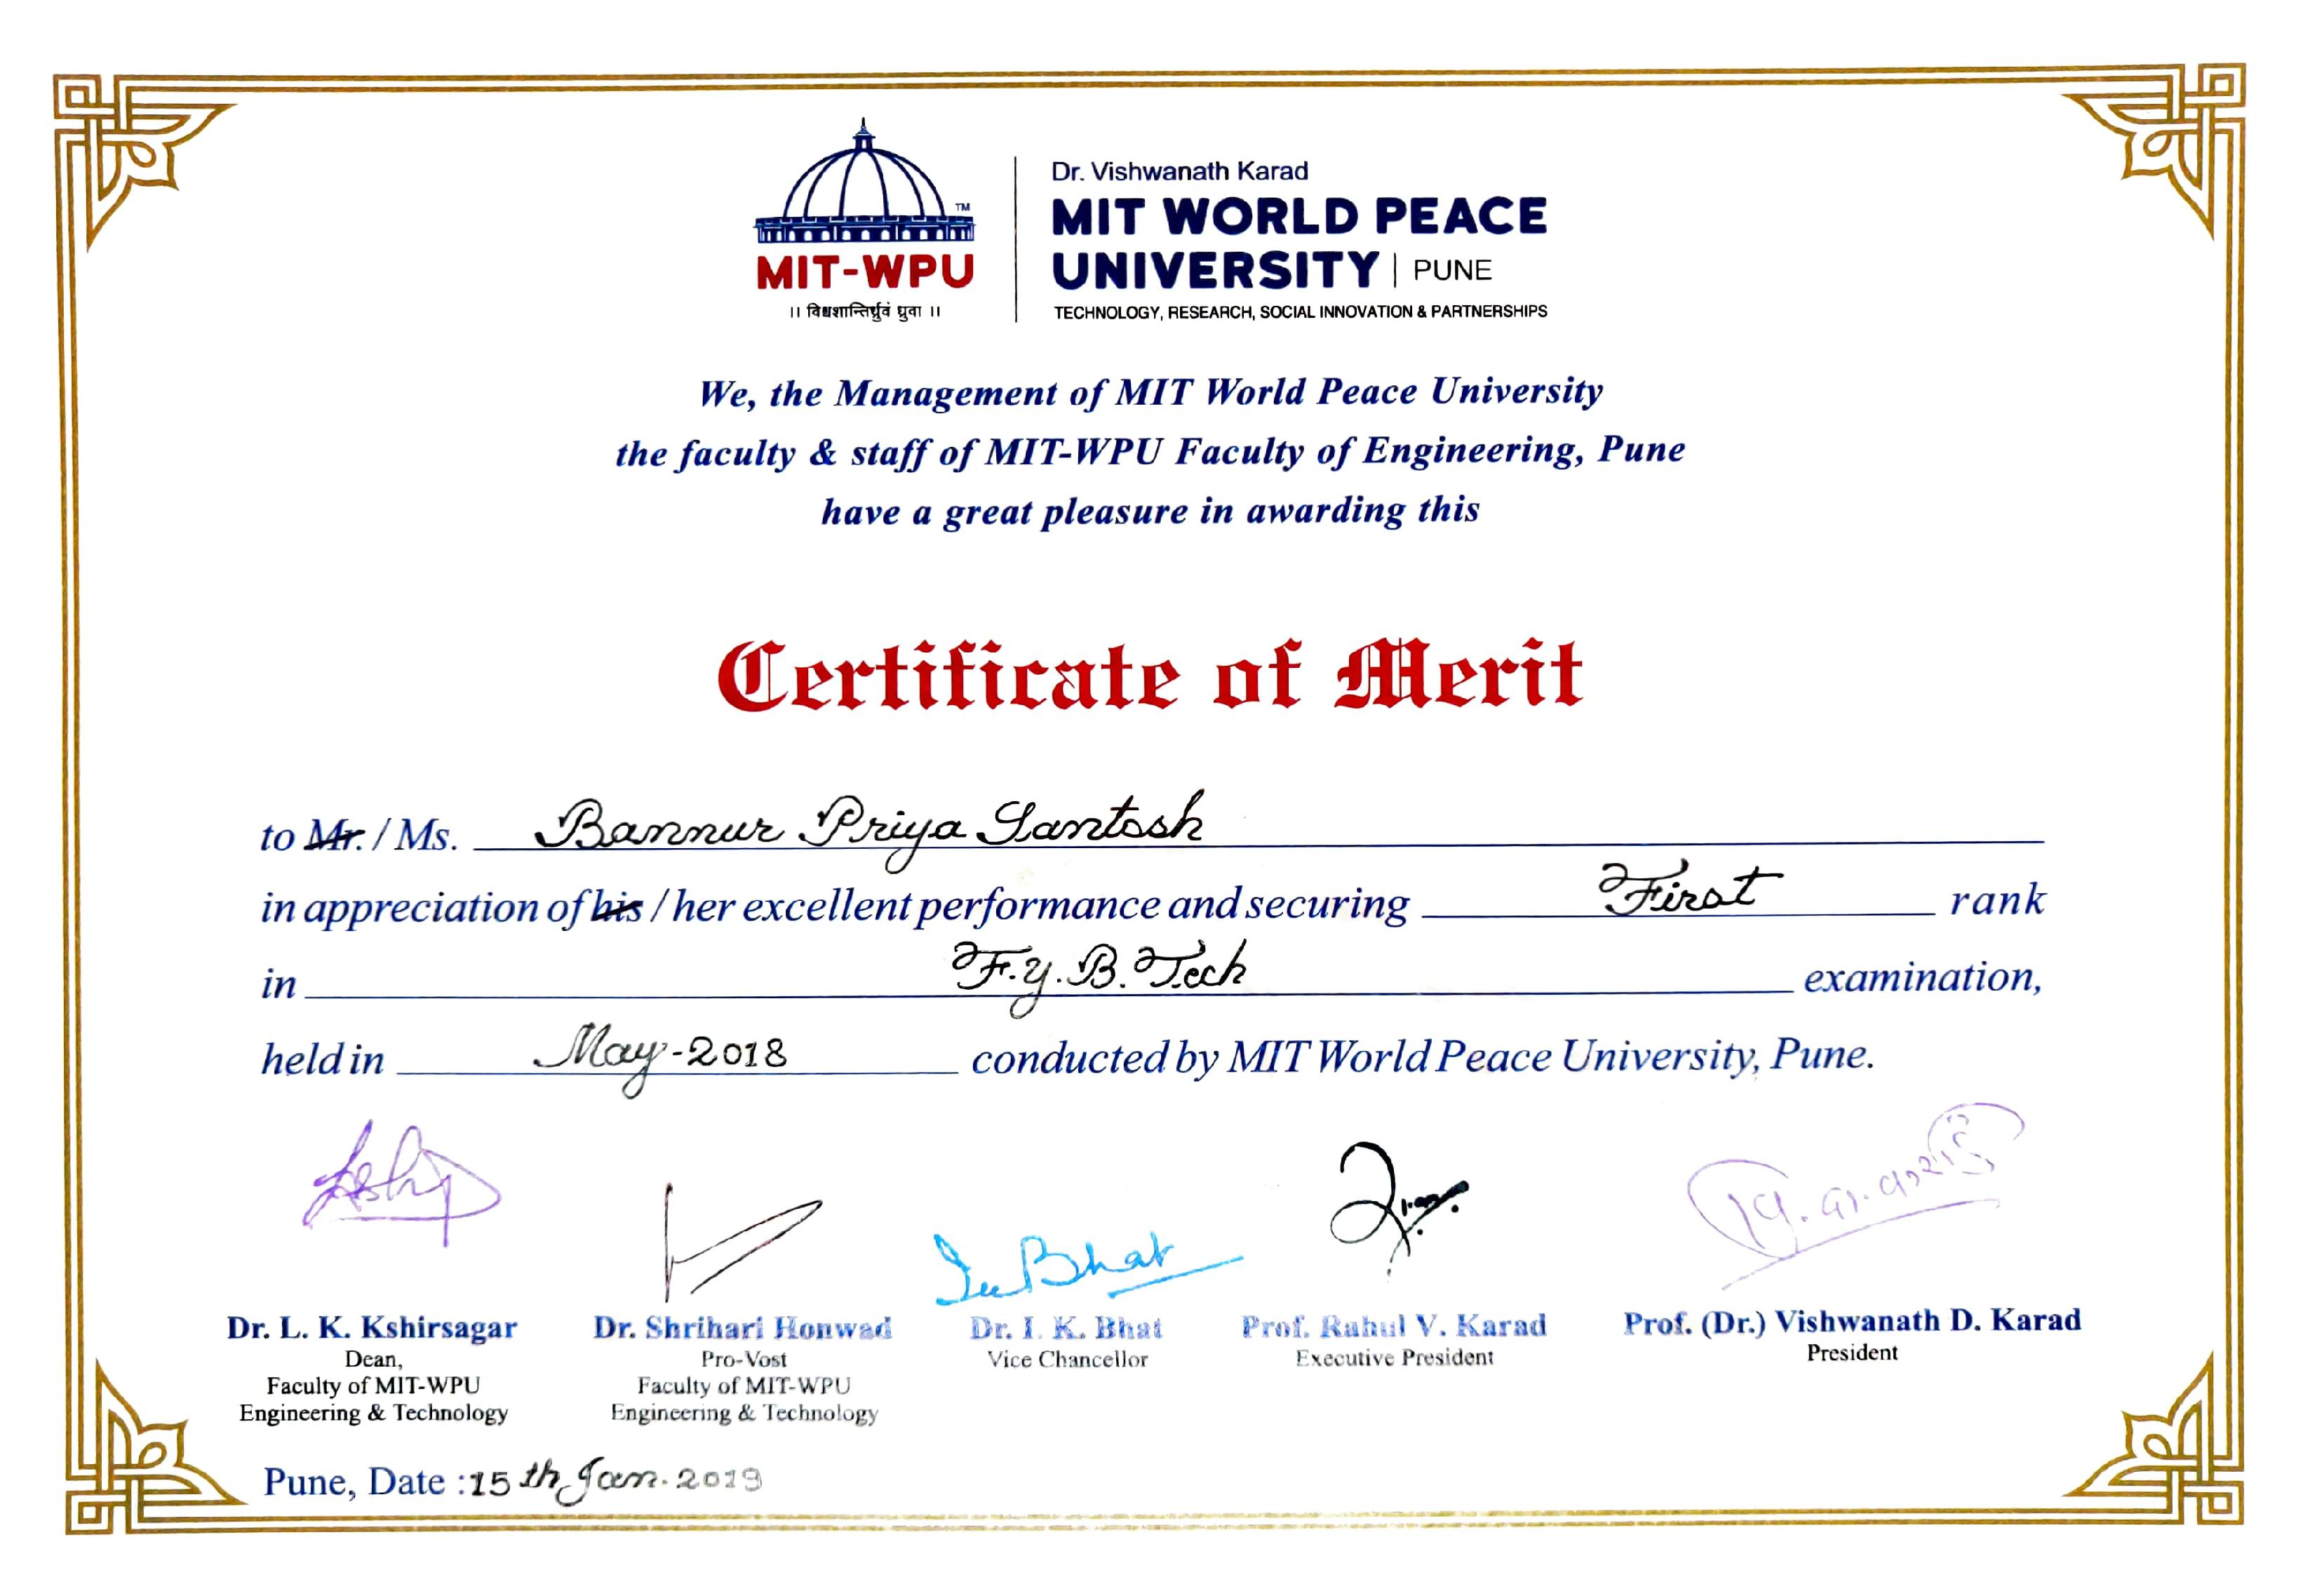 Dr. Vishwanath Karad
MIT WORLD PEACE
UNIVERSITY | PUNE
TECHNOLOGY, RESEARCH, SOCIAL INNOVATION & PARTNERSHIPS
TM
MIT-WPU
।। विश्वशान्तिर्ध्रुवं ध्रुवा ।।
We, the Management of MIT World Peace University
the faculty & staff of MIT-WPU Faculty of Engineering, Pune
have a great pleasure in awarding this
Certificate of Merit
to Mr. / Ms. Bannur Priya Santosh
in appreciation of his / her excellent performance and securing First rank
in F.Y. B. Tech examination,
held in May-2018 conducted by MIT World Peace University, Pune.
Bhat
Dr. L. K. Kshirsagar Dr. Shrihari Honwad Dr. I. K. Bhat Prof. Rahul V. Karad Prof. (Dr.) Vishwanath D. Karad
Dean, Pro-Vost Vice Chancellor Executive President President
Faculty of MIT-WPU Faculty of MIT-WPU
Engineering & Technology Engineering & Technology
Pune, Date : 15th Jan. 2019